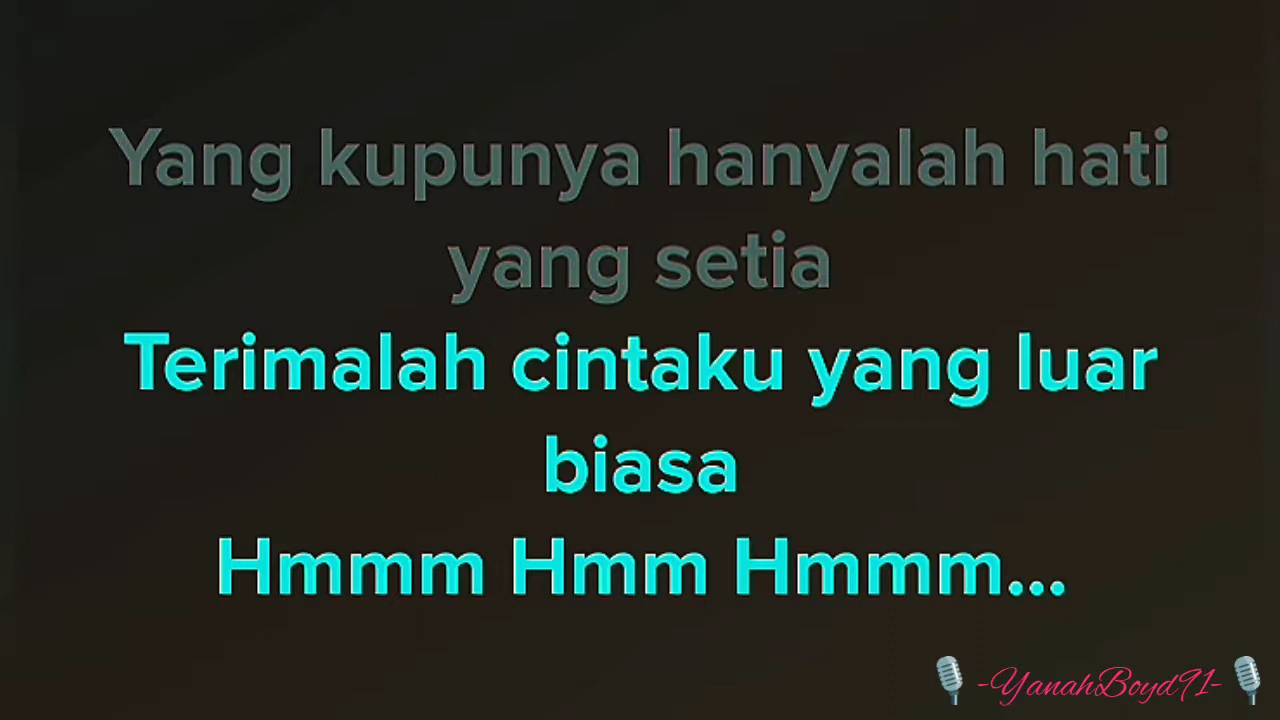 Yang kupunya hanyalah hati
yang setia
Terimalah cintaku yang luar
biasa
Hmmm Hmm Hmmm...
-YanahBoyd91-